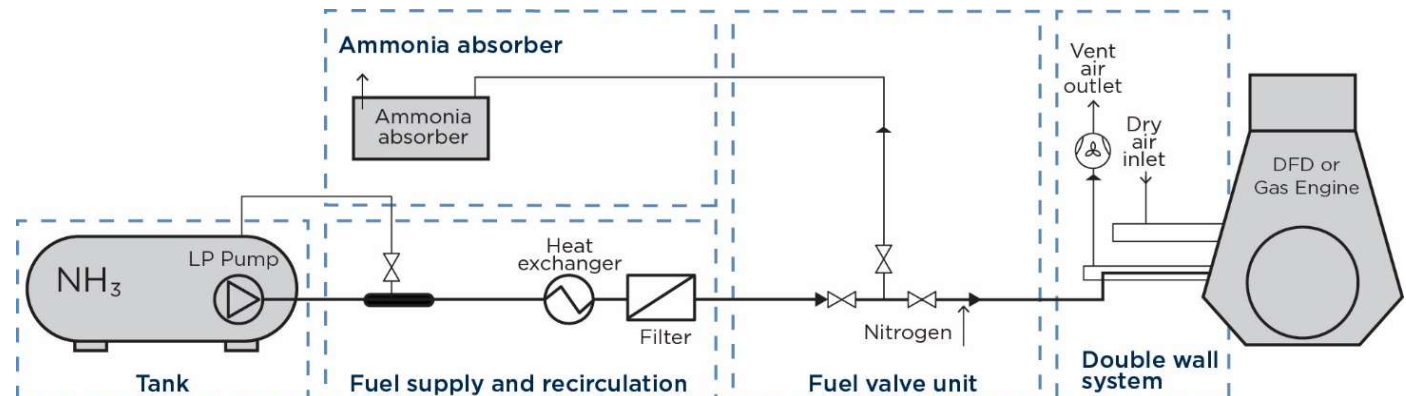 Ammonia absorber
Ammonia
absorber
Vent
air
outlet
Dry
air
inlet
DFD or
Gas Engine
NH₃
LP Pump
Heat
exchanger
Filter
Nitrogen
Tank
Fuel supply and recirculation
Fuel valve unit
Double wall
system